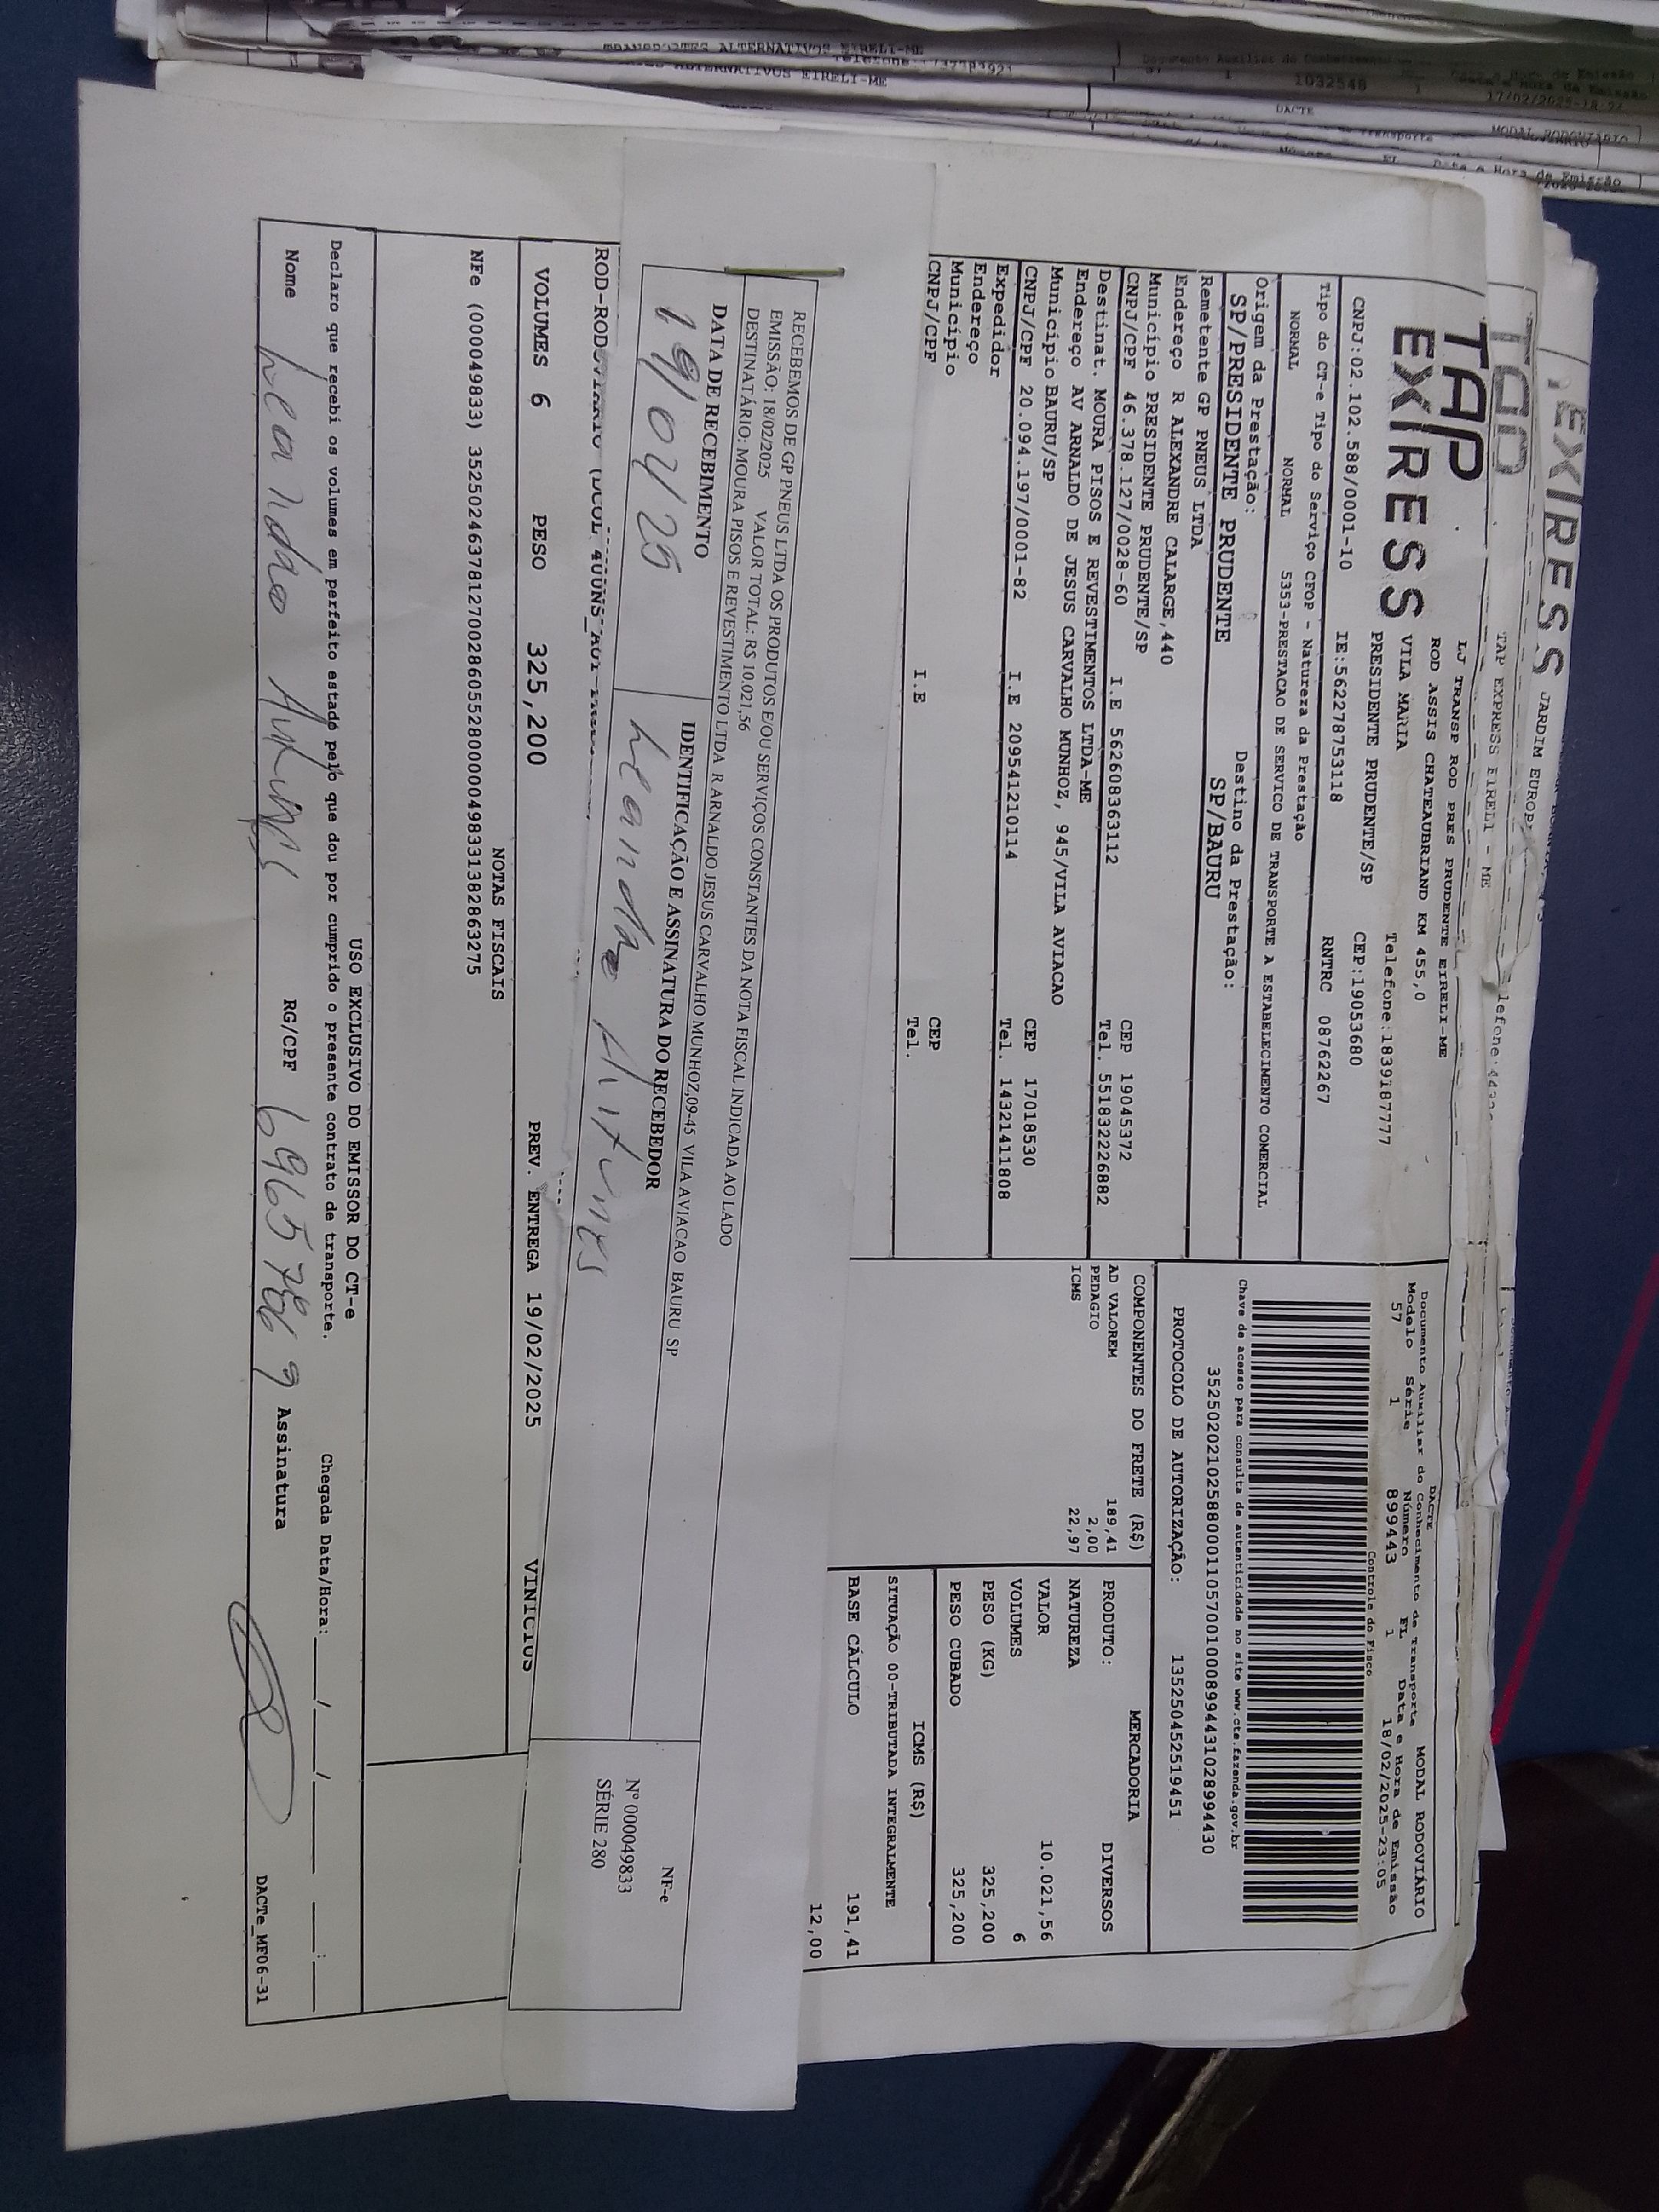 TAP
EXPRESS
LJ TRANSP ROD PRES PRUDENTE EIRELI-ME
ROD ASSIS CHATEAUBRIAND KM 455,0
VILA MARIA
PRESIDENTE PRUDENTE/SP
Telefone:1839187777
CNPJ:02.102.588/0001-10 IE:562278753118 CEP:19053680
RNTRC 08762267
Tipo do CT-e Tipo do Serviço CFOP - Natureza da Prestação
NORMAL NORMAL 5353-PRESTACAO DE SERVICO DE TRANSPORTE A ESTABELECIMENTO COMERCIAL
Origem da Prestação: Destino da Prestação:
SP/PRESIDENTE PRUDENTE SP/BAURU
Remetente GP PNEUS LTDA
Endereço R ALEXANDRE CALARGE,440
Município PRESIDENTE PRUDENTE/SP CEP 19045372
CNPJ/CPF 46.378.127/0028-60 I.E 562608363112 Tel. 5518322226882
Destinat. MOURA PISOS E REVESTIMENTOS LTDA-ME
Endereço AV ARNALDO DE JESUS CARVALHO MUNHOZ, 945/VILA AVIACAO
Município BAURU/SP CEP 17018530
CNPJ/CPF 20.094.197/0001-82 I.E 209541210114 Tel. 14321411808
Expedidor
Endereço
Município CEP
CNPJ/CPF I.E Tel.
DACTE
Documento Auxiliar do Conhecimento de Transporte MODAL RODOVIÁRIO
Modelo Série Número FL Data e Hora de Emissão
57 1 899443 1 18/02/2025-23:05
Controle do Fisco
Chave de acesso para consulta de autenticidade no site www.cte.fazenda.gov.br
35250202102588000110570010008994431028994430
PROTOCOLO DE AUTORIZAÇÃO: 135250452519451
COMPONENTES DO FRETE (R$)
AD VALOREM 189,41
PEDAGIO 2,00
ICMS 22,97
MERCADORIA
PRODUTO: DIVERSOS
NATUREZA
VALOR 10.021,56
VOLUMES 6
PESO (KG) 325,200
PESO CUBADO 325,200
ICMS (R$)
SITUAÇÃO 00-TRIBUTADA INTEGRALMENTE
BASE CÁLCULO 191,41
12,00
RECEBEMOS DE GP PNEUS LTDA OS PRODUTOS E/OU SERVIÇOS CONSTANTES DA NOTA FISCAL INDICADA AO LADO
EMISSÃO: 18/02/2025 VALOR TOTAL: R$ 10.021,56
DESTINATÁRIO: MOURA PISOS E REVESTIMENTO LTDA R ARNALDO JESUS CARVALHO MUNHOZ,09-45 VILA AVIACAO BAURU SP
DATA DE RECEBIMENTO IDENTIFICAÇÃO E ASSINATURA DO RECEBEDOR
Leandro Antunes
NF-e
Nº 000049833
SÉRIE 280
VOLUMES 6 PESO 325,200 PREV. ENTREGA 19/02/2025 VINICIUS
NOTAS FISCAIS
NFe (000049833) 35250246378127002860552800000498331382863275
USO EXCLUSIVO DO EMISSOR DO CT-e
Declaro que recebi os volumes em perfeito estado pelo que dou por cumprido o presente contrato de transporte. Chegada Data/Hora:____/____/______ ___:___
Nome Leandro Antunes RG/CPF Assinatura
DACTe_MF06-31